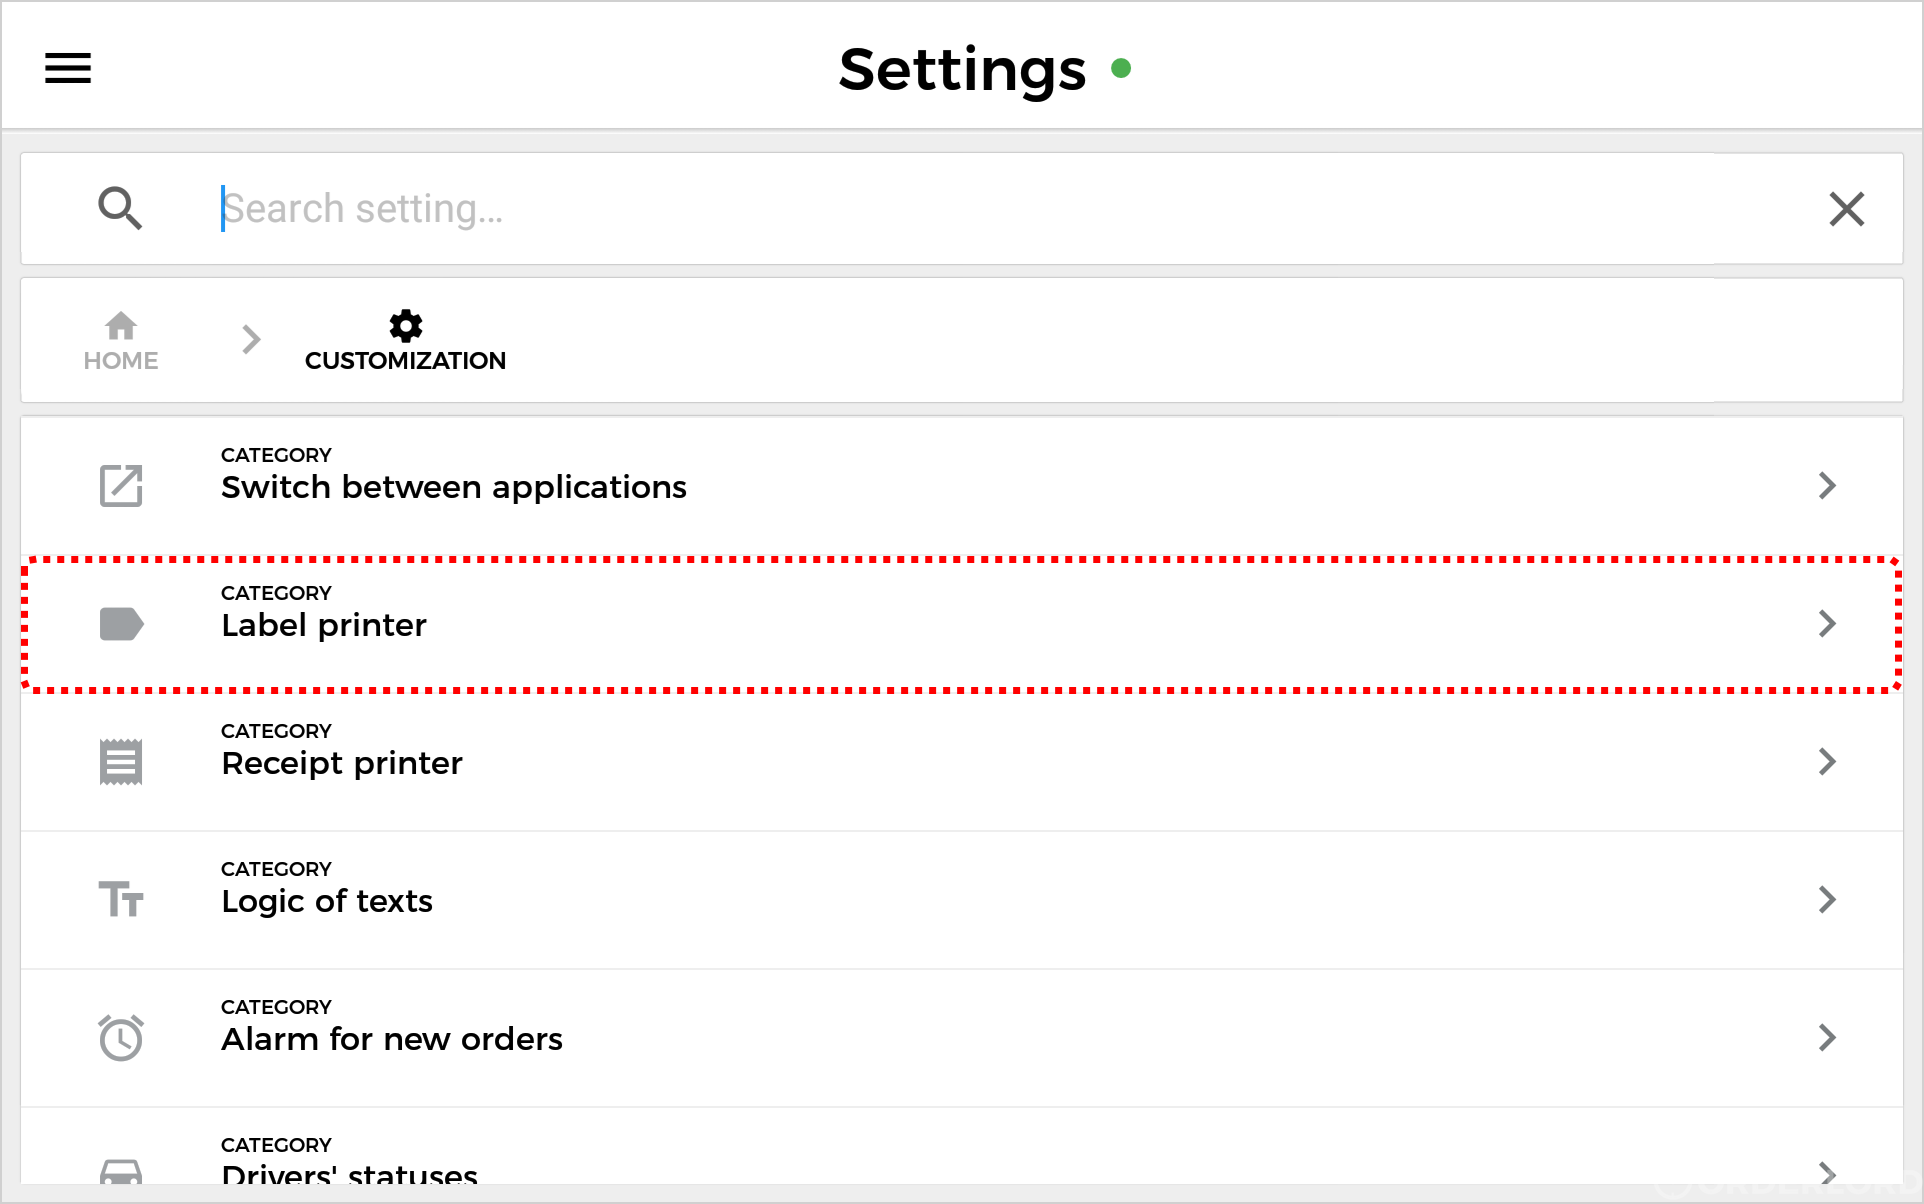 Settings
Search setting...
HOME
CUSTOMIZATION
CATEGORY
Switch between applications
CATEGORY
Label printer
CATEGORY
Receipt printer
CATEGORY
Logic of texts
CATEGORY
Alarm for new orders
CATEGORY
Drivers' statuses